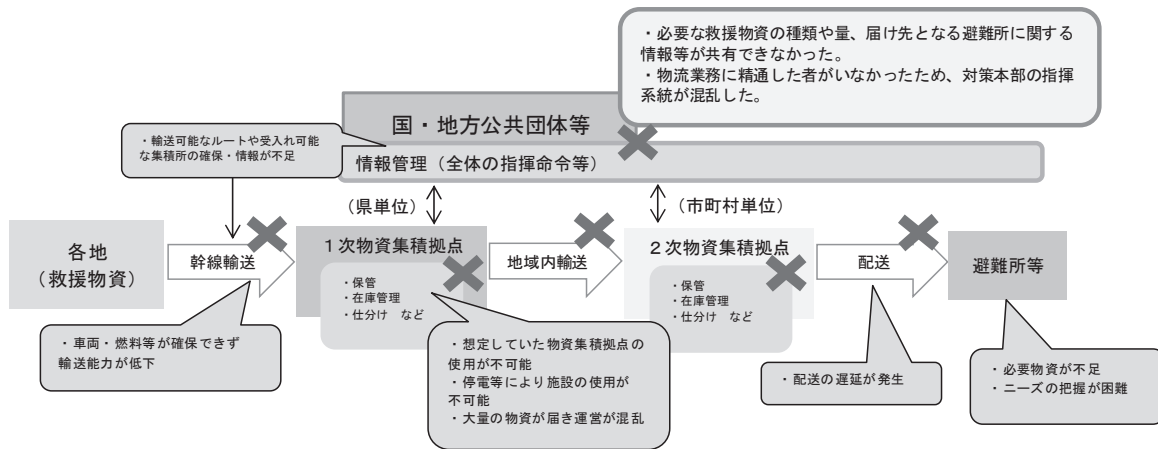 ・必要な救援物資の種類や量、届け先となる避難所に関する
情報等が共有できなかった。
・物流業務に精通した者がいなかったため、対策本部の指揮
系統が混乱した。
国・地方公共団体等
・輸送可能なルートや受入れ可能
な集積所の確保・情報が不足
情報管理（全体の指揮命令等）
（県単位）
（市町村単位）
各地
（救援物資）
幹線輸送
１次物資集積拠点
・保管
・在庫管理
・仕分け　など
地域内輸送
２次物資集積拠点
・保管
・在庫管理
・仕分け　など
配送
避難所等
・車両・燃料等が確保できず
輸送能力が低下
・想定していた物資集積拠点の
使用が不可能
・停電等により施設の使用が
不可能
・大量の物資が届き運営が混乱
・配送の遅延が発生
・必要物資が不足
・ニーズの把握が困難